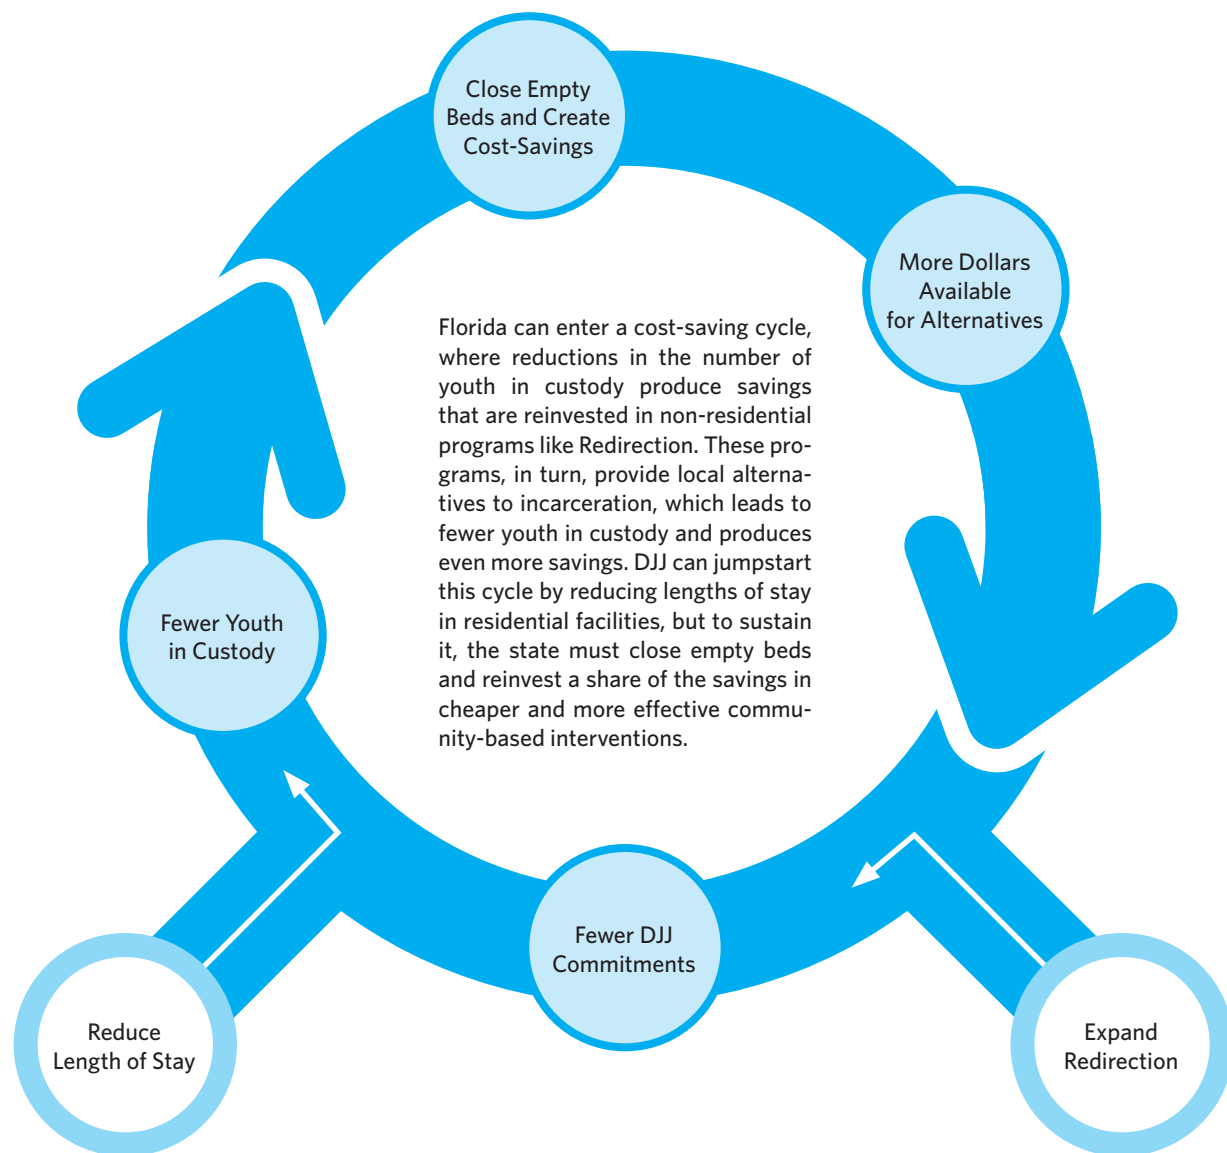 Close Empty
Beds and Create
Cost-Savings
More Dollars
Available
for Alternatives
Florida can enter a cost-saving cycle,
where reductions in the number of
youth in custody produce savings
that are reinvested in non-residential
programs like Redirection. These pro-
grams, in turn, provide local alterna-
tives to incarceration, which leads to
fewer youth in custody and produces
even more savings. DJJ can jumpstart
this cycle by reducing lengths of stay
in residential facilities, but to sustain
it, the state must close empty beds
and reinvest a share of the savings in
cheaper and more effective commu-
nity-based interventions.
Fewer Youth
in Custody
Fewer DJJ
Commitments
Reduce
Length of Stay
Expand
Redirection